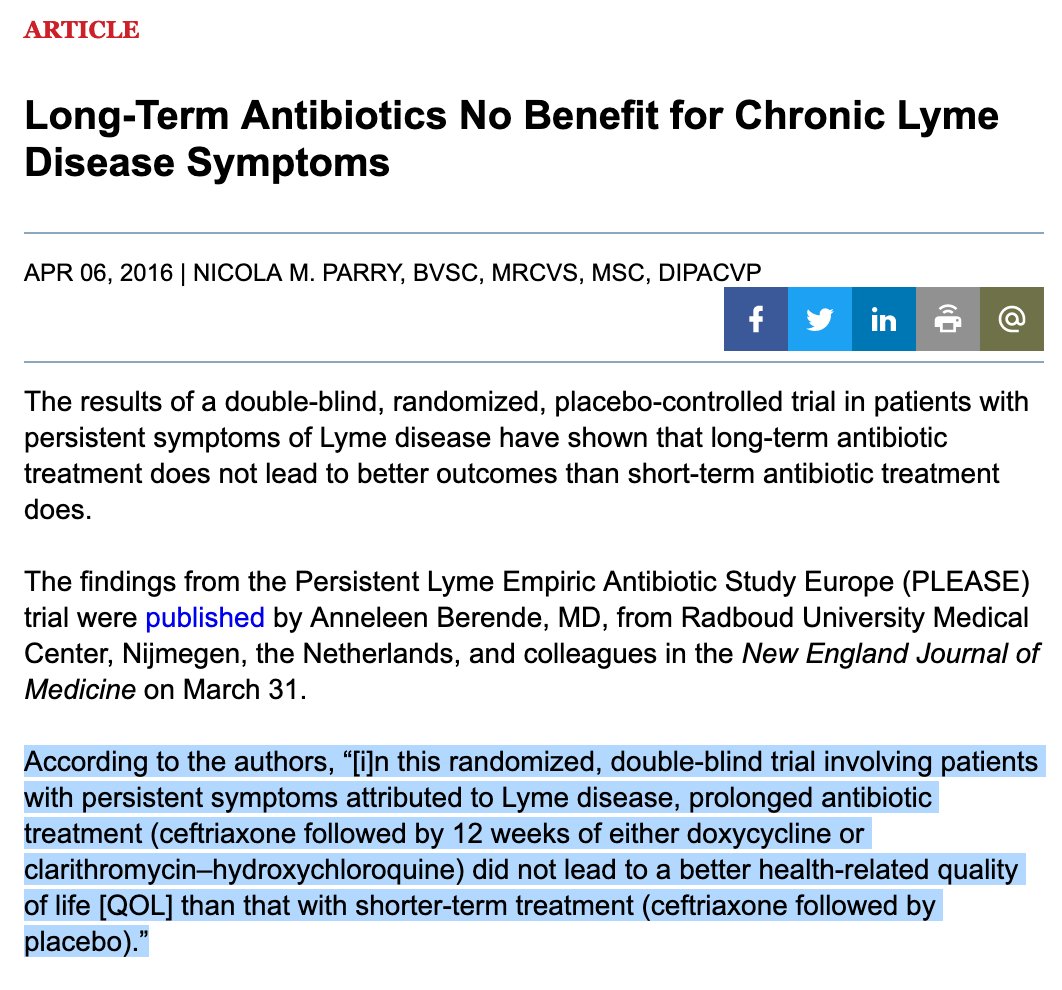 ARTICLE
Long-Term Antibiotics No Benefit for Chronic Lyme
Disease Symptoms
APR 06, 2016 | NICOLA M. PARRY, BVSC, MRCVS, MSC, DIPACVP
The results of a double-blind, randomized, placebo-controlled trial in patients with
persistent symptoms of Lyme disease have shown that long-term antibiotic
treatment does not lead to better outcomes than short-term antibiotic treatment
does.
The findings from the Persistent Lyme Empiric Antibiotic Study Europe (PLEASE)
trial were published by Anneleen Berende, MD, from Radboud University Medical
Center, Nijmegen, the Netherlands, and colleagues in the New England Journal of
Medicine on March 31.
According to the authors, “[i]n this randomized, double-blind trial involving patients
with persistent symptoms attributed to Lyme disease, prolonged antibiotic
treatment (ceftriaxone followed by 12 weeks of either doxycycline or
clarithromycin–hydroxychloroquine) did not lead to a better health-related quality
of life [QOL] than that with shorter-term treatment (ceftriaxone followed by
placebo).”